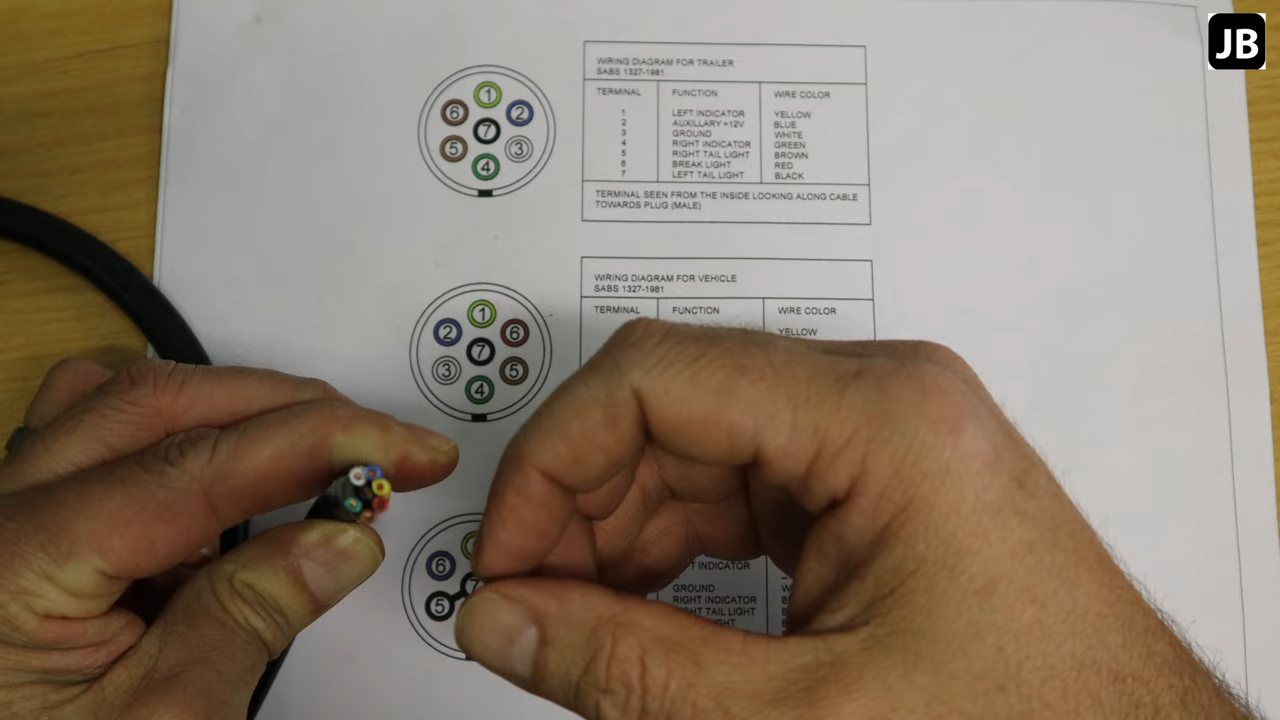 JB
WIRING DIAGRAM FOR TRAILER
SABS 1327-1981
TERMINAL FUNCTION WIRE COLOR
1 LEFT INDICATOR YELLOW
2 AUXILLARY +12V BLUE
3 GROUND WHITE
4 RIGHT INDICATOR GREEN
5 RIGHT TAIL LIGHT BROWN
6 BREAK LIGHT RED
7 LEFT TAIL LIGHT BLACK
TERMINAL SEEN FROM THE INSIDE LOOKING ALONG CABLE
TOWARDS PLUG (MALE)
1
6 2
7
5 3
4
WIRING DIAGRAM FOR VEHICLE
SABS 1327-1981
TERMINAL FUNCTION WIRE COLOR
YELLOW
1
2 6
7
3 5
4
6
7
5
INDICATOR
GROUND
RIGHT INDICATOR
TAIL LIGHT